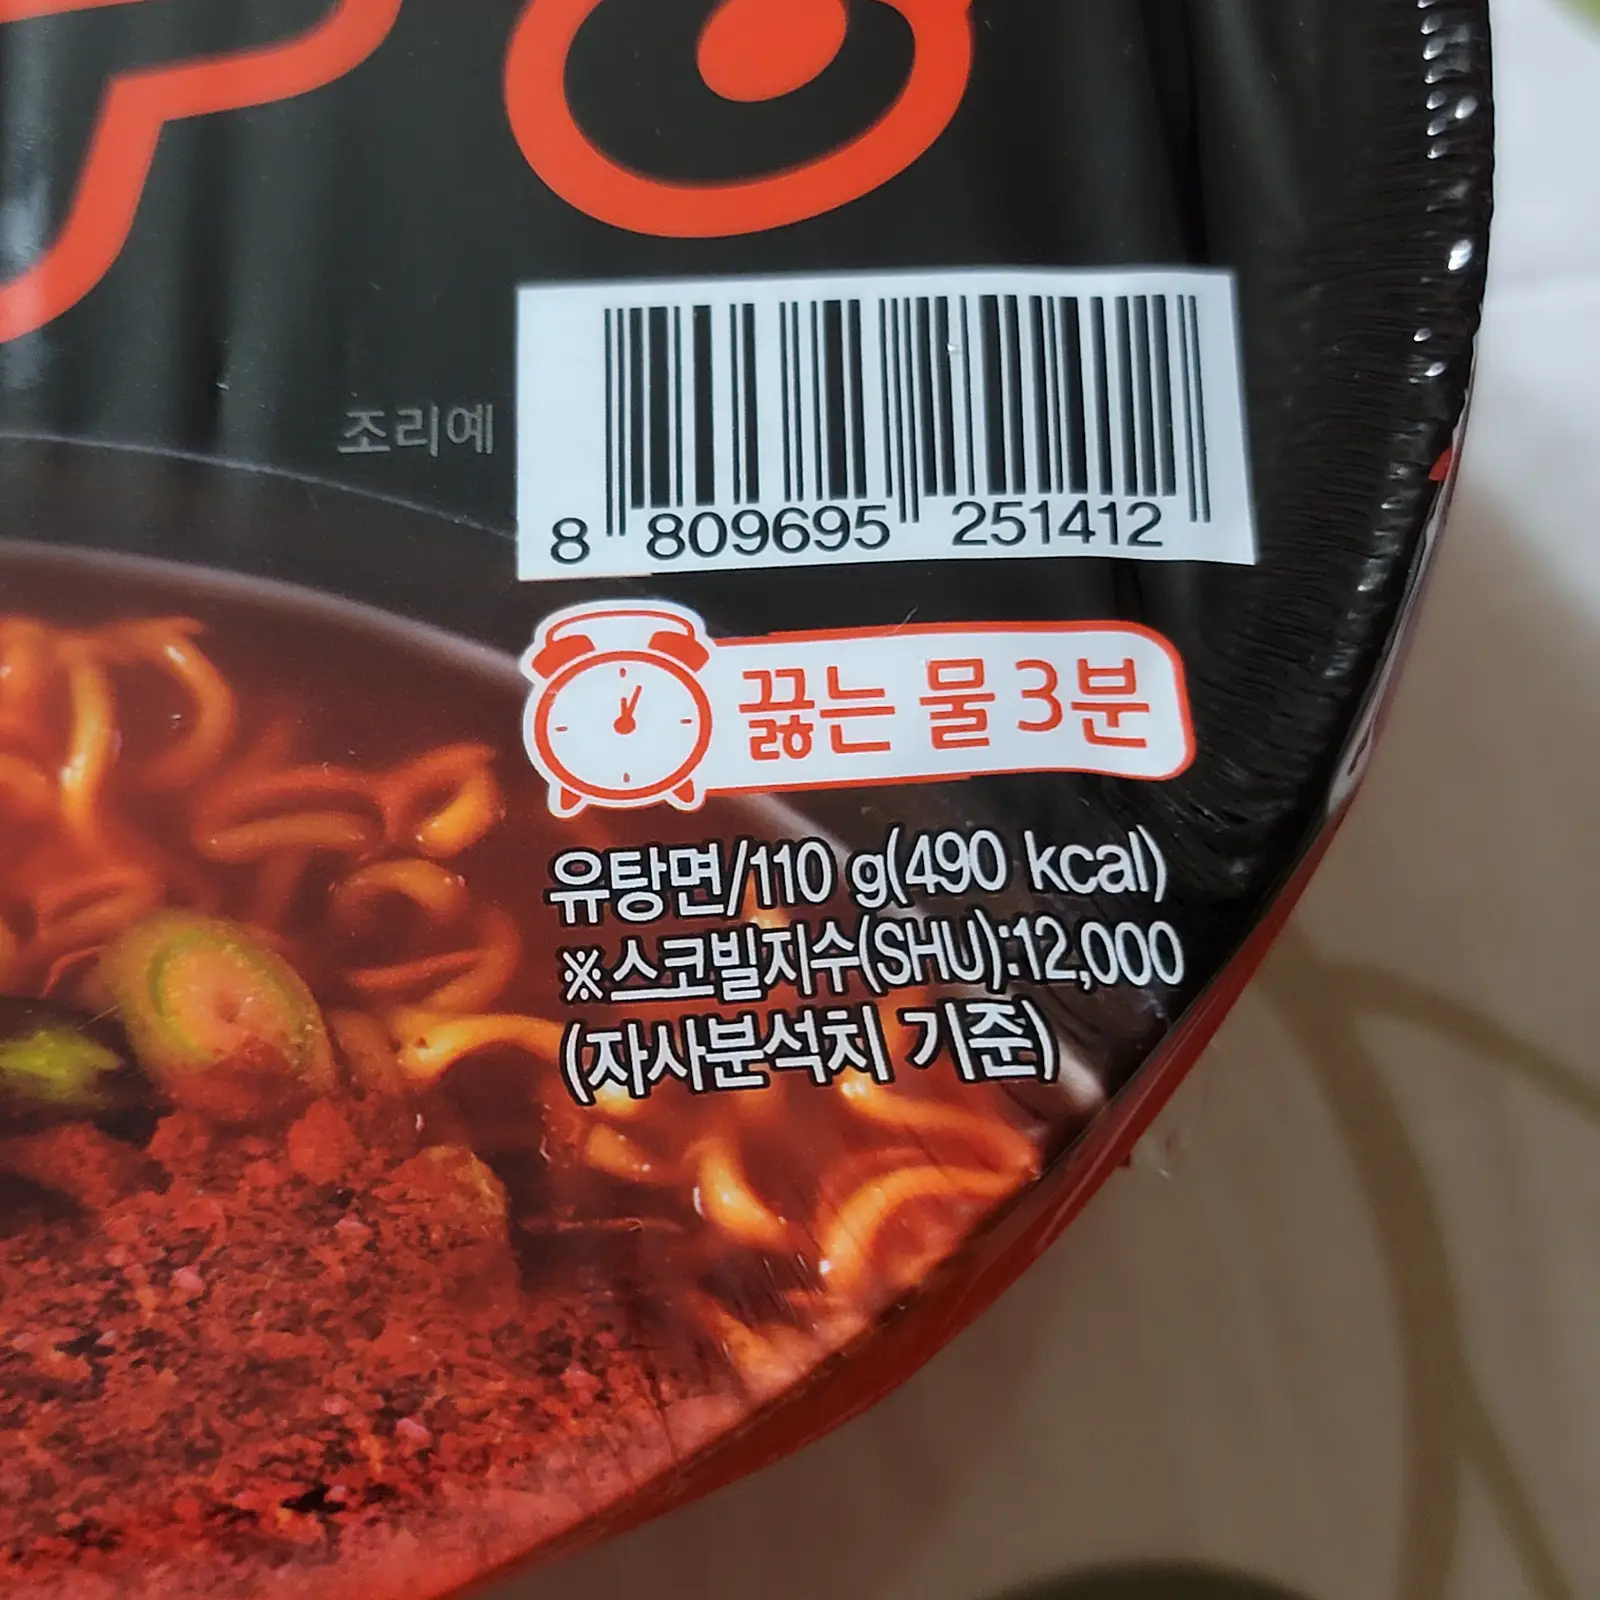 조리예
8 809695 251412
끓는 물 3분
유탕면/110 g(490 kcal)
※스코빌지수(SHU):12,000
(자사분석치 기준)